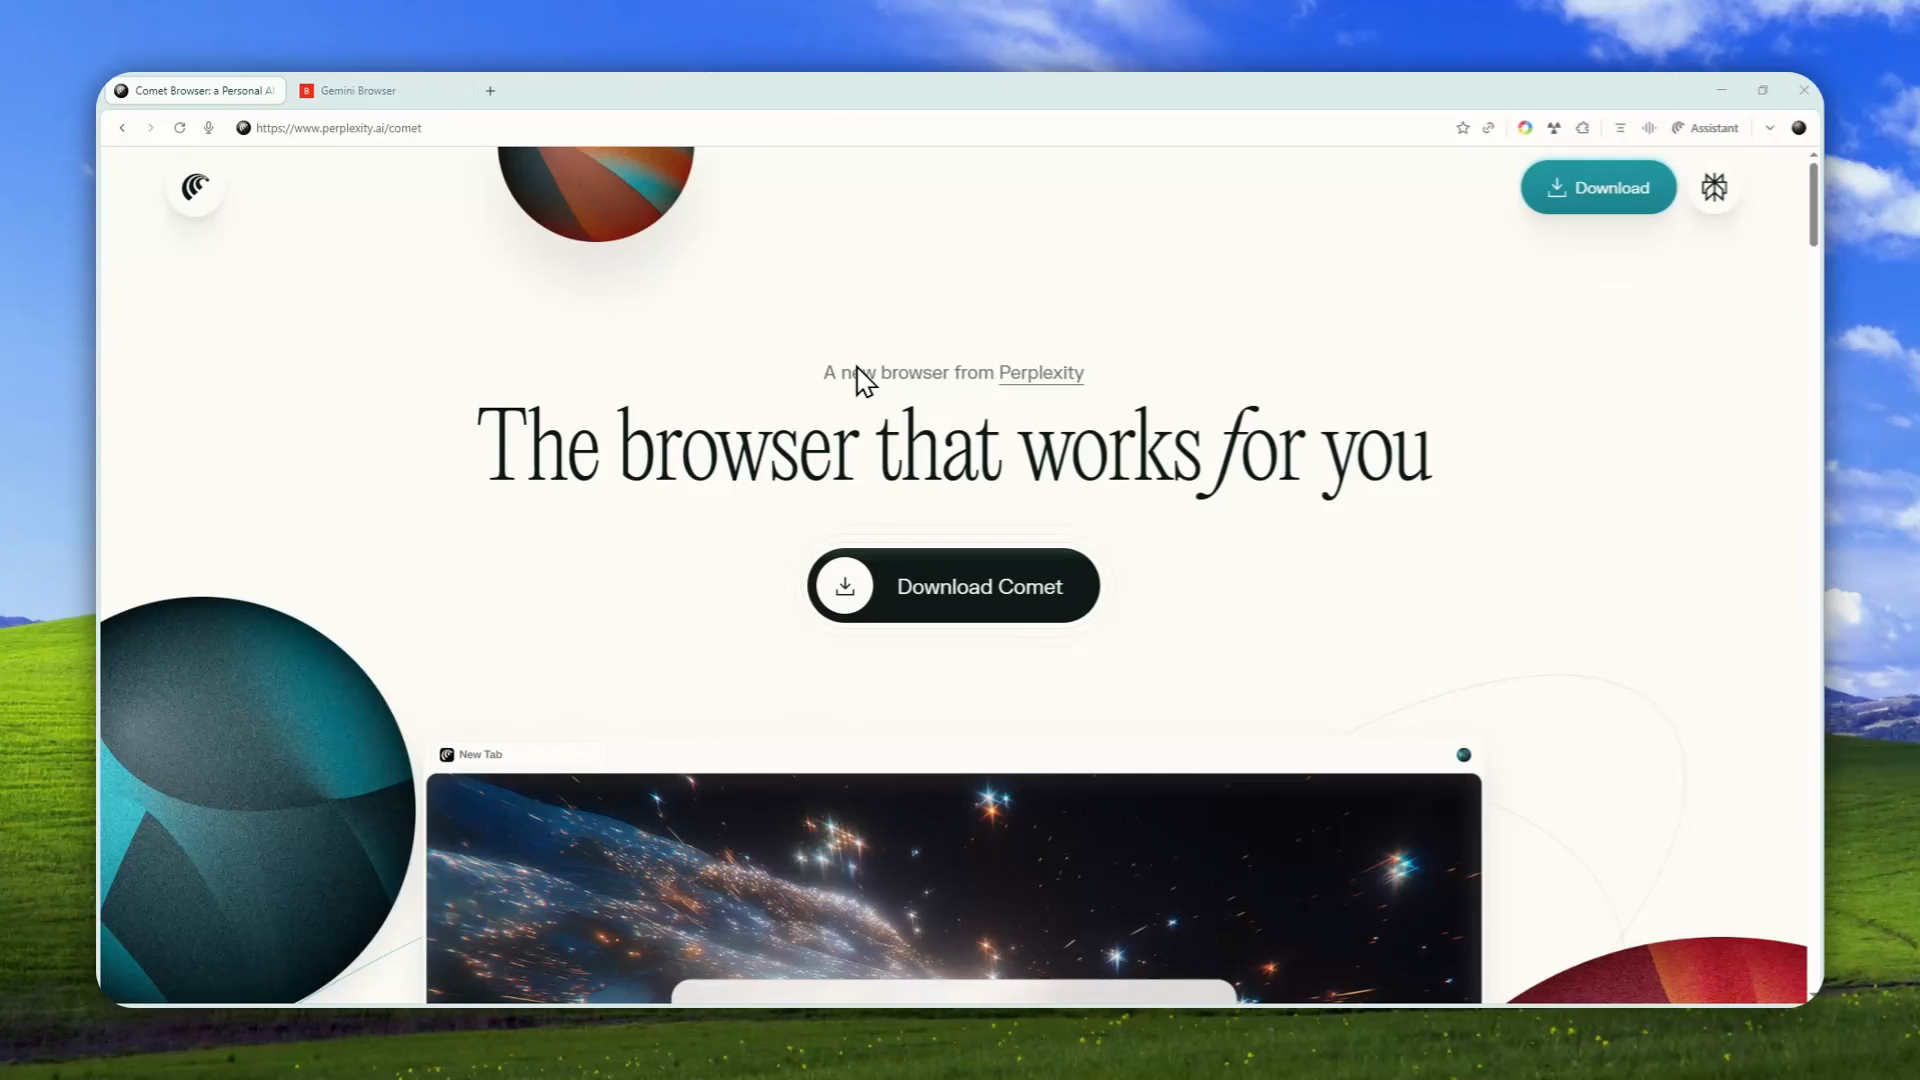 Comet Browser: a Personal AI
B Gemini Browser
https://www.perplexity.ai/comet
Assistant
Download
A new browser from Perplexity
The browser that works for you
Download Comet
New Tab